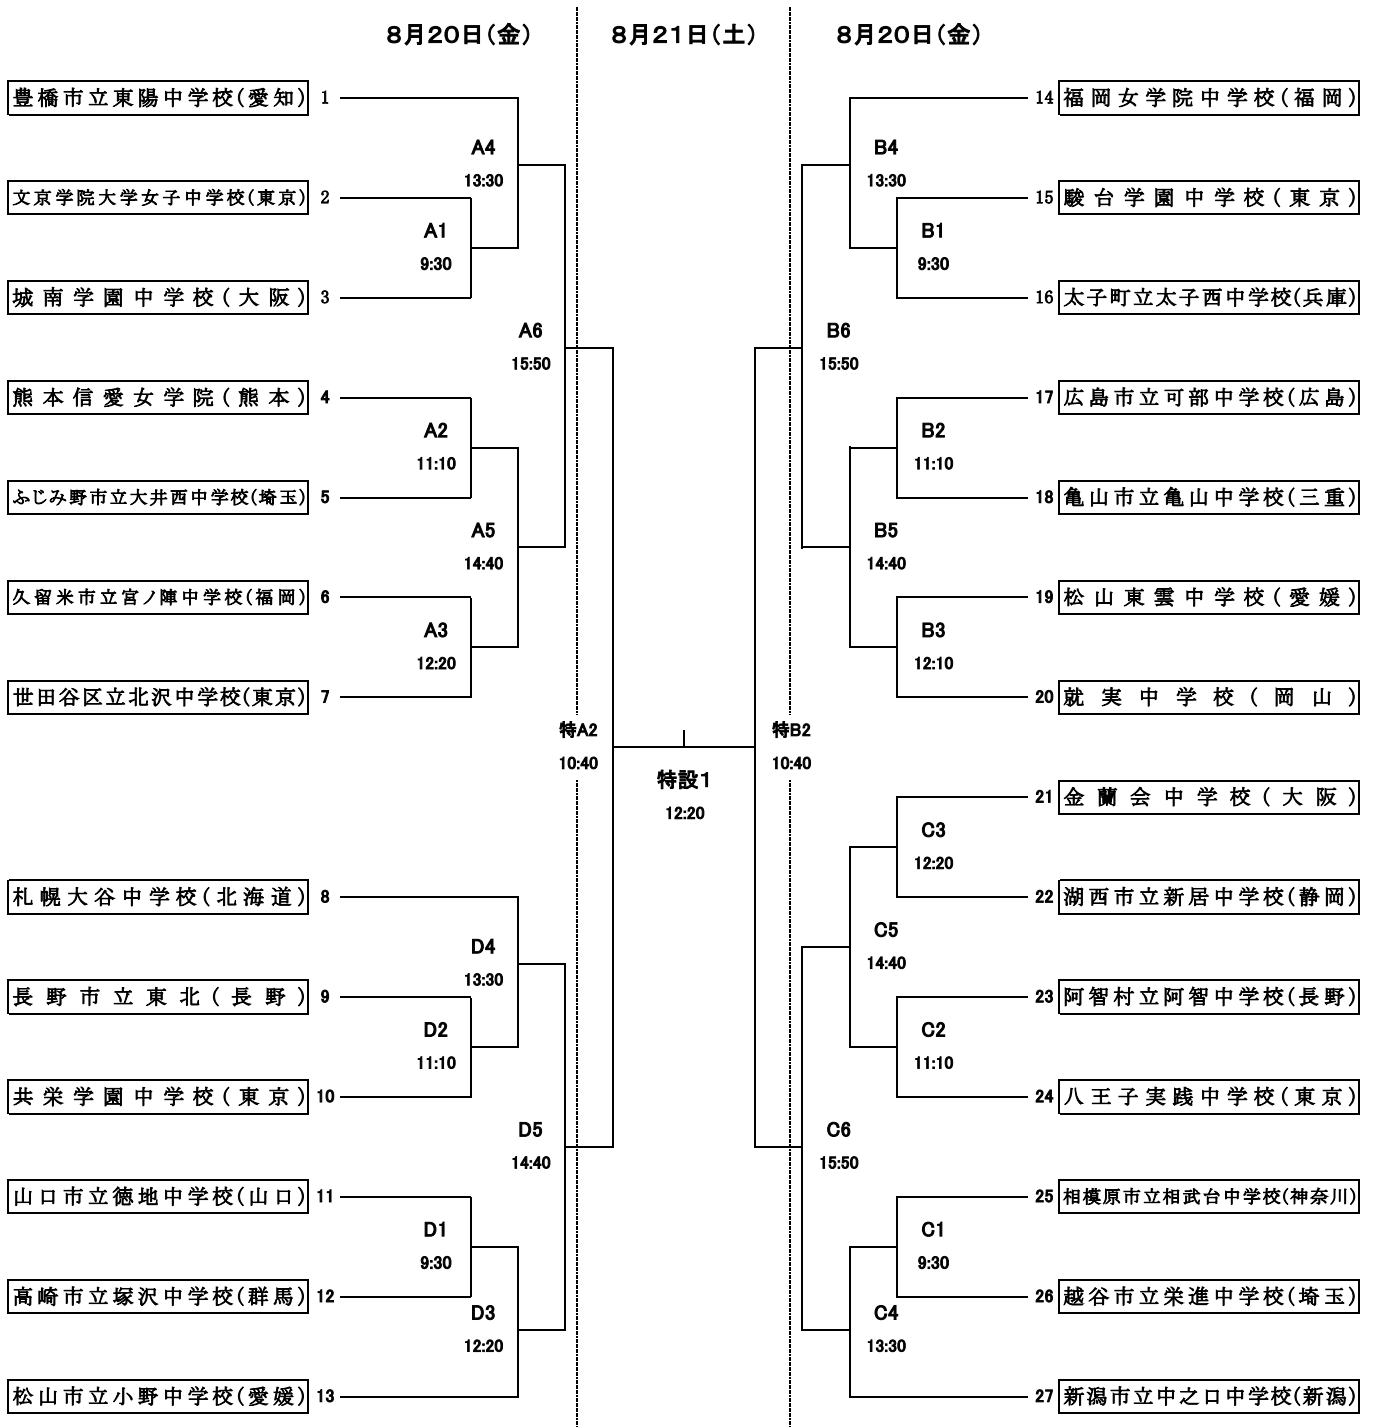 8月20日（金）
8月21日（土）
8月20日（金）
豊橋市立東陽中学校(愛知) 1
A4
13:30
文京学院大学女子中学校(東京) 2
A1
9:30
城南学園中学校(大阪) 3
A6
15:50
熊本信愛女学院(熊本) 4
A2
11:10
ふじみ野市立大井西中学校(埼玉) 5
A5
14:40
久留米市立宮ノ陣中学校(福岡) 6
A3
12:20
世田谷区立北沢中学校(東京) 7
特A2
10:40
札幌大谷中学校(北海道) 8
D4
13:30
長野市立東北(長野) 9
D2
11:10
共栄学園中学校(東京) 10
D5
14:40
山口市立徳地中学校(山口) 11
D1
9:30
高崎市立塚沢中学校(群馬) 12
D3
12:20
松山市立小野中学校(愛媛) 13
特設1
12:20
14 福岡女学院中学校(福岡)
B4
13:30
15 駿台学園中学校(東京)
B1
9:30
16 太子町立太子西中学校(兵庫)
B6
15:50
17 広島市立可部中学校(広島)
B2
11:10
18 亀山市立亀山中学校(三重)
B5
14:40
19 松山東雲中学校(愛媛)
B3
12:10
20 就実中学校(岡山)
特B2
10:40
21 金蘭会中学校(大阪)
C3
12:20
22 湖西市立新居中学校(静岡)
C5
14:40
23 阿智村立阿智中学校(長野)
C2
11:10
24 八王子実践中学校(東京)
C6
15:50
25 相模原市立相武台中学校(神奈川)
C1
9:30
26 越谷市立栄進中学校(埼玉)
C4
13:30
27 新潟市立中之口中学校(新潟)